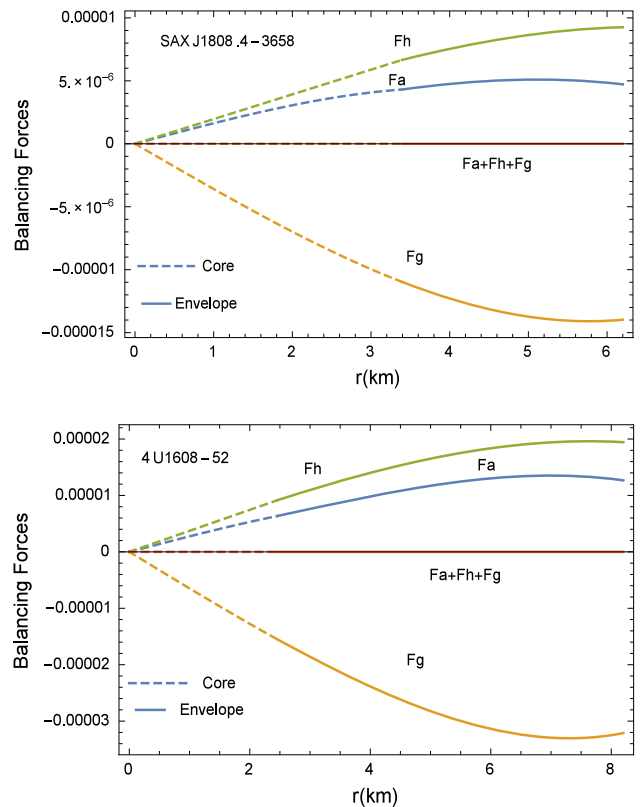 0.00001
SAX J1808.4-3658
Fh
Fa
5.×10⁻⁶
0
Fa+Fh+Fg
-5.×10⁻⁶
Fg
Core
-0.00001
Envelope
-0.000015
0 1 2 3 4 5 6
r(km)
Balancing Forces
0.00002
4U1608-52
Fh
Fa
0.00001
0
Fa+Fh+Fg
-0.00001
Fg
-0.00002
Core
Envelope
-0.00003
0 2 4 6 8
r(km)
Balancing Forces